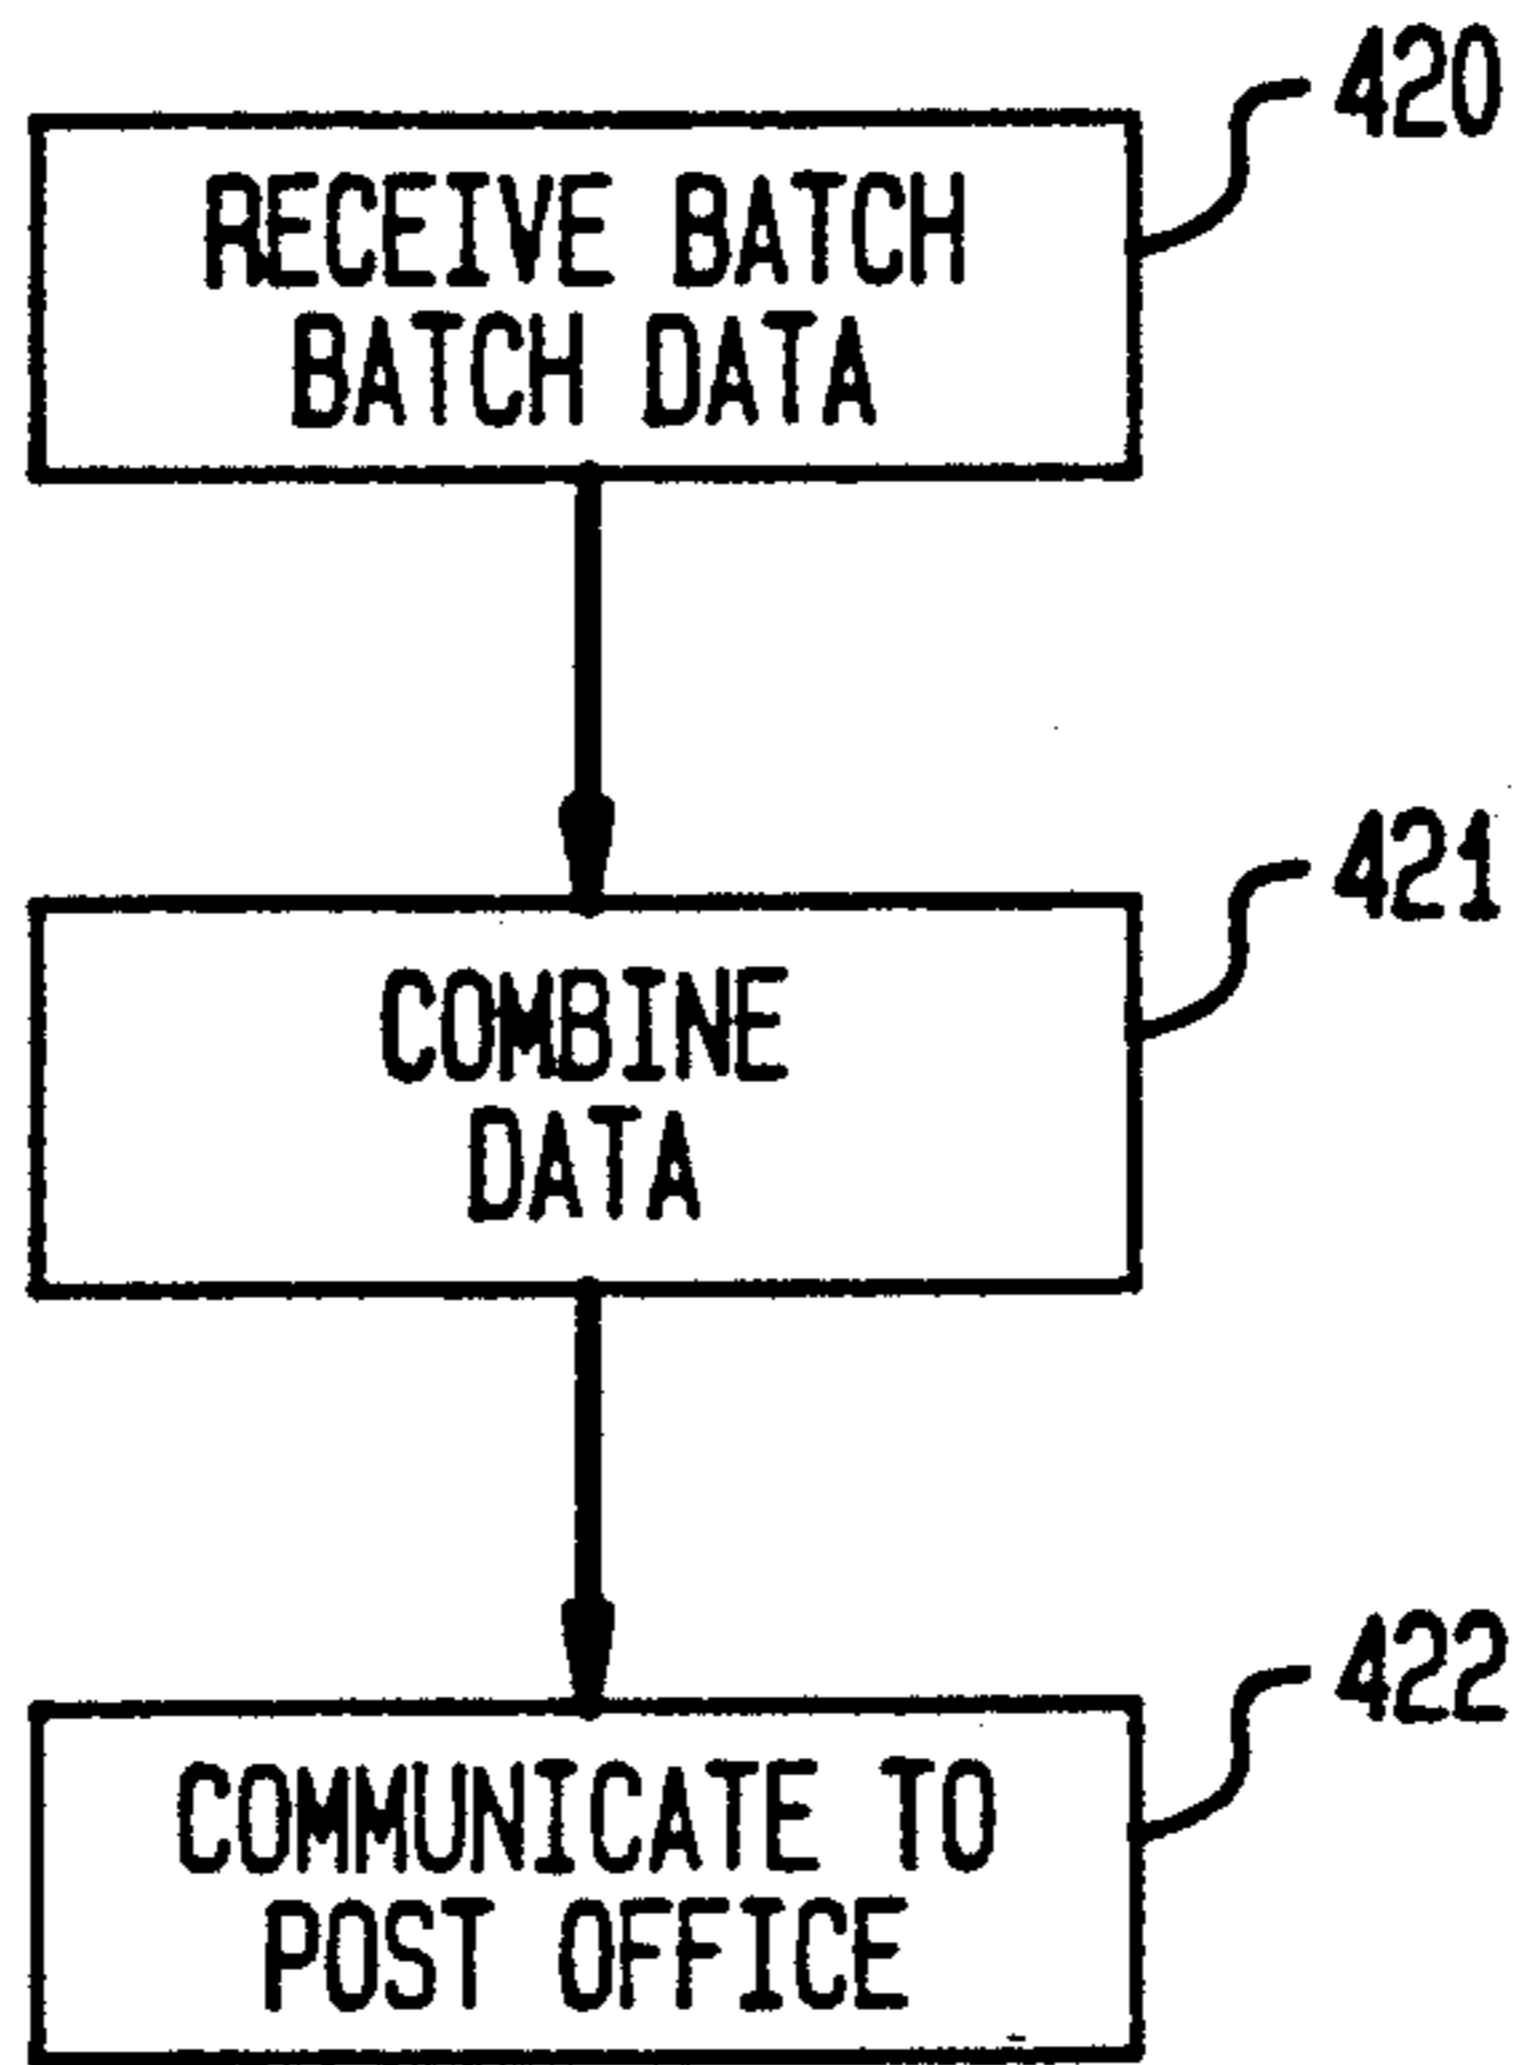 420
RECEIVE BATCH
BATCH DATA
421
COMBINE
DATA
422
COMMUNICATE TO
POST OFFICE